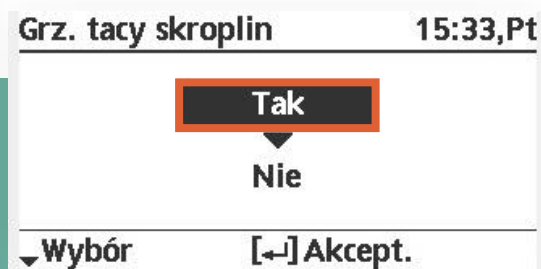 Grz. tacy skroplin 15:33,Pt
Tak
Nie
Wybór [↵] Akcept.